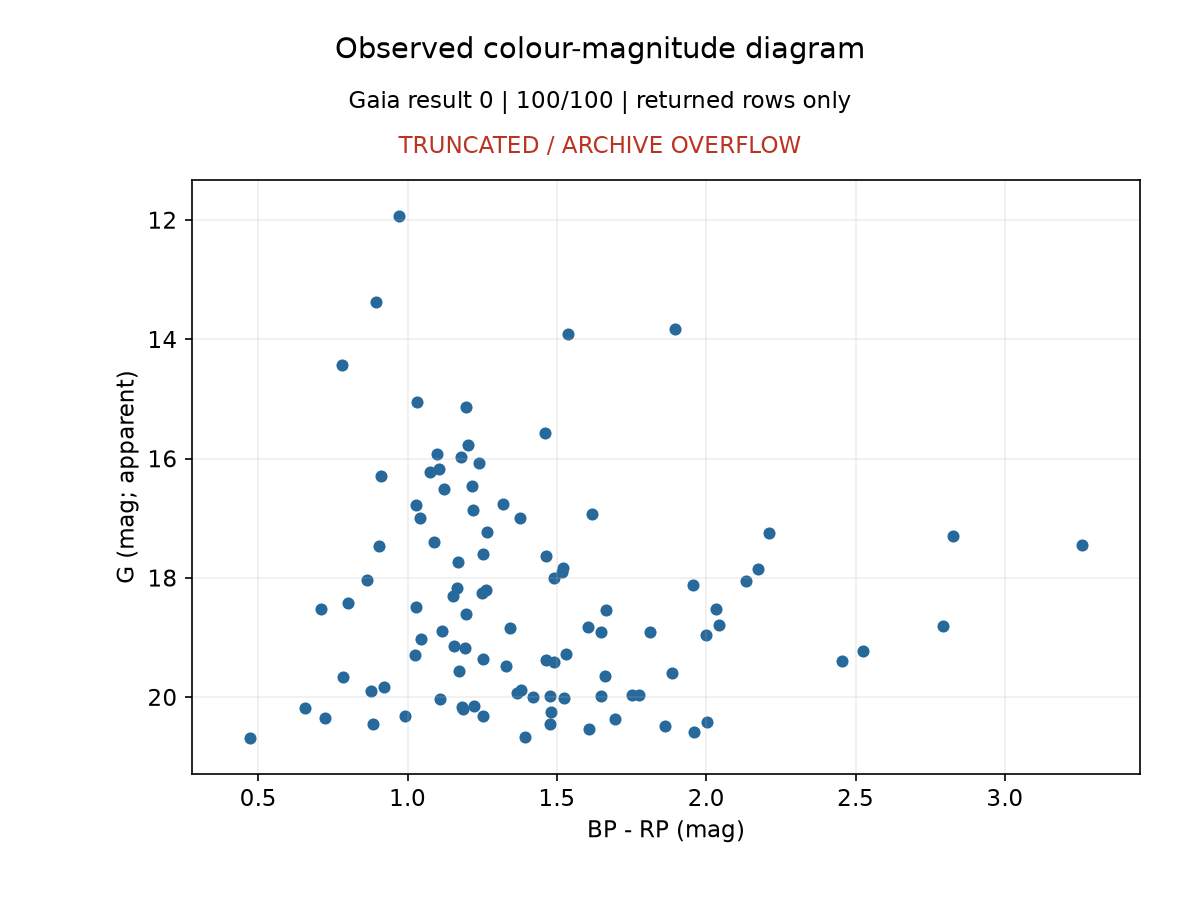 Observed colour-magnitude diagram
Gaia result 0 | 100/100 | returned rows only
TRUNCATED / ARCHIVE OVERFLOW
12
14
16
18
20
G (mag; apparent)
0.5 1.0 1.5 2.0 2.5 3.0
BP - RP (mag)